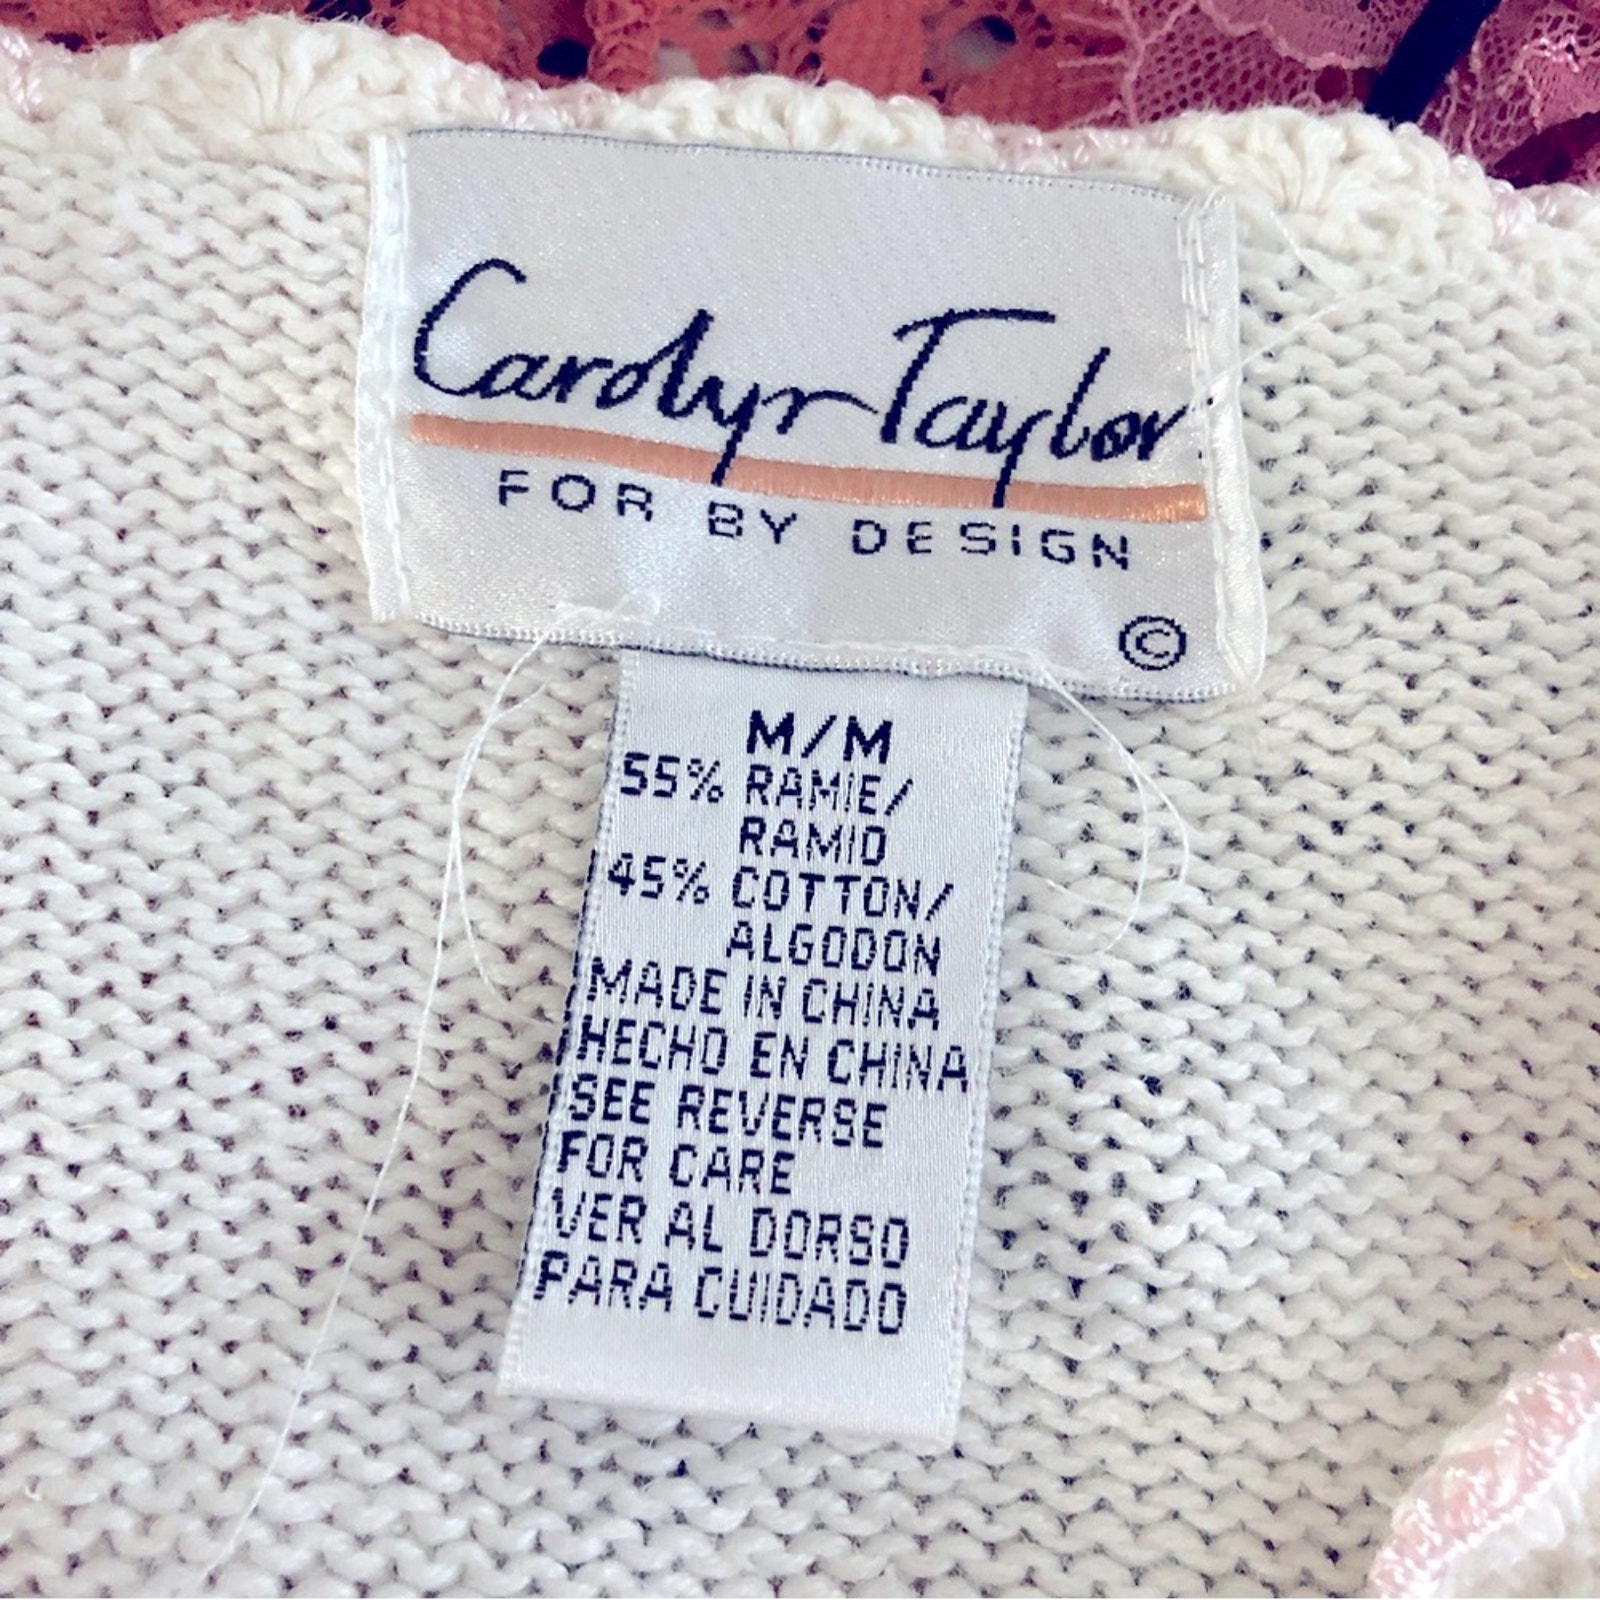 Carolyn Taylor
FOR BY DESIGN
©
M/M
55% RAMIE/
RAMIO
45% COTTON/
ALGODON
MADE IN CHINA
HECHO EN CHINA
SEE REVERSE
FOR CARE
VER AL DORSO
PARA CUIDADO